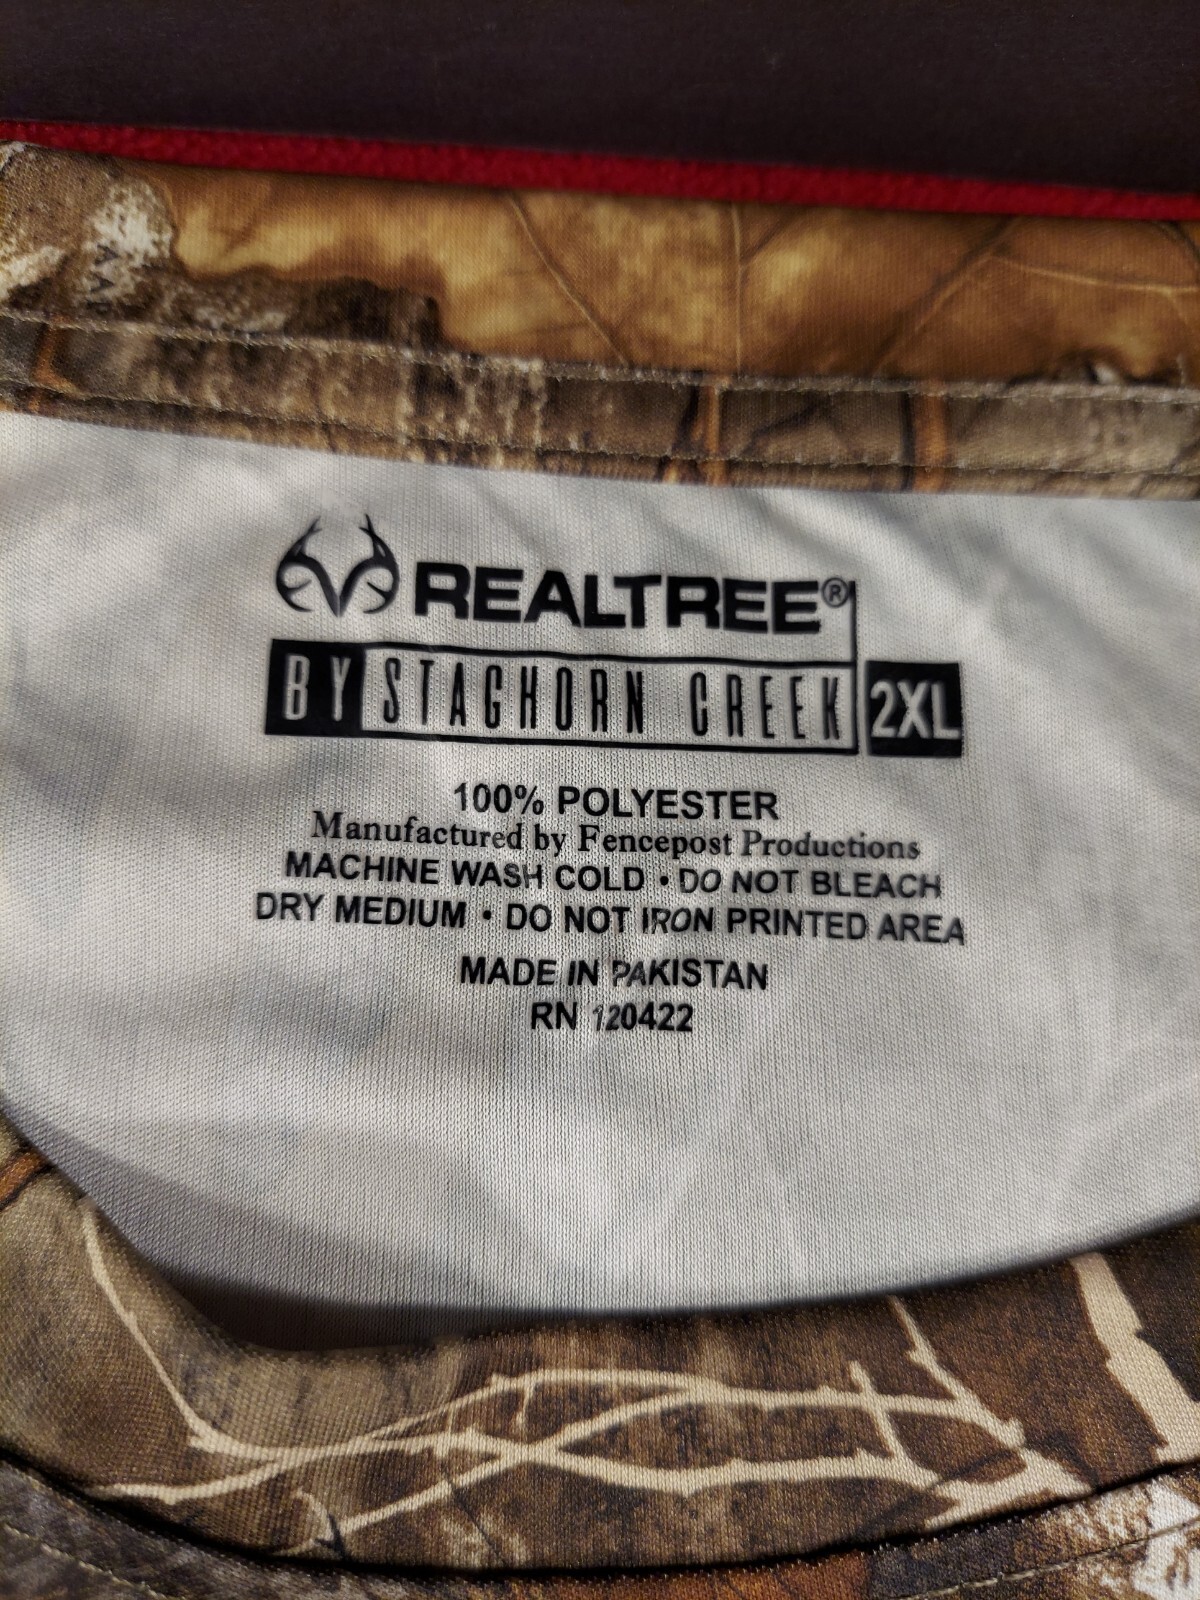 REALTREE®
BY STAGHORN CREEK 2XL
100% POLYESTER
Manufactured by Fencepost Productions
MACHINE WASH COLD • DO NOT BLEACH
DRY MEDIUM • DO NOT IRON PRINTED AREA
MADE IN PAKISTAN
RN 120422